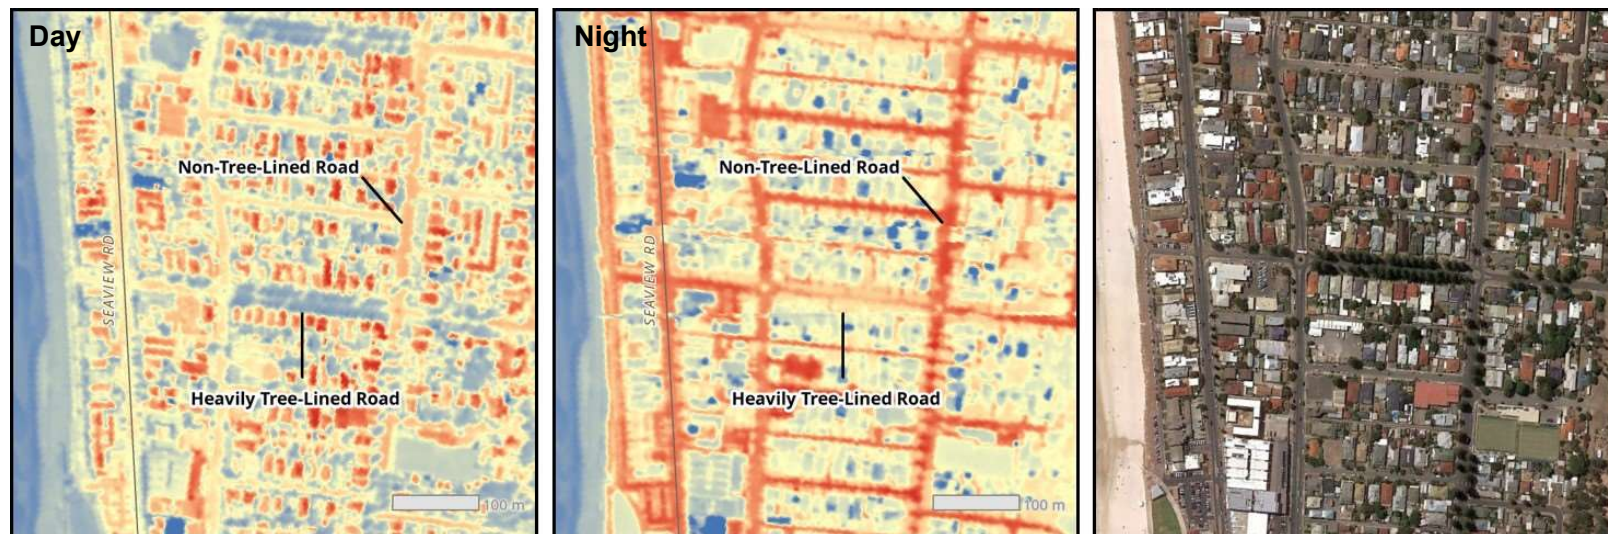 Day
Night
Non-Tree-Lined Road
Non-Tree-Lined Road
SEAVIEW RD
SEAVIEW RD
Heavily Tree-Lined Road
Heavily Tree-Lined Road
100 m
100 m